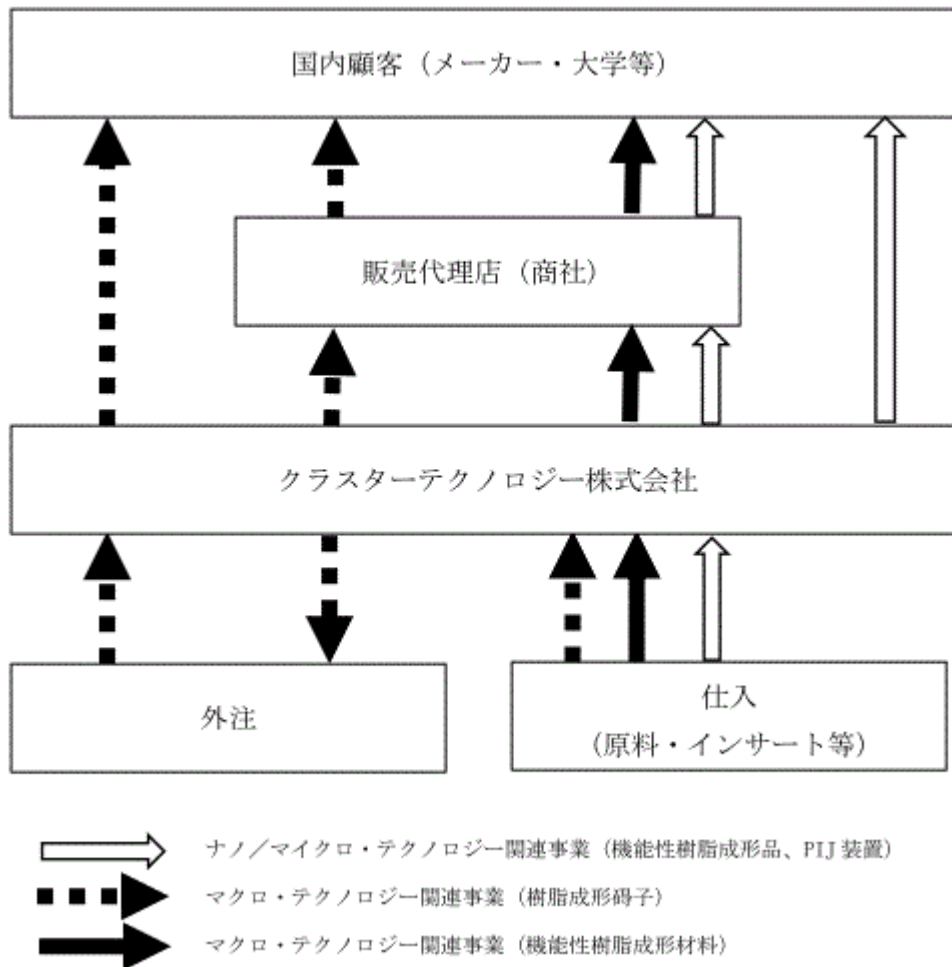 国内顧客（メーカー・大学等）
販売代理店（商社）
クラスターテクノロジー株式会社
外注
仕入
（原料・インサート等）
ナノ／マイクロ・テクノロジー関連事業（機能性樹脂成形品、PIJ装置）
マクロ・テクノロジー関連事業（樹脂成形碍子）
マクロ・テクノロジー関連事業（機能性樹脂成形材料）